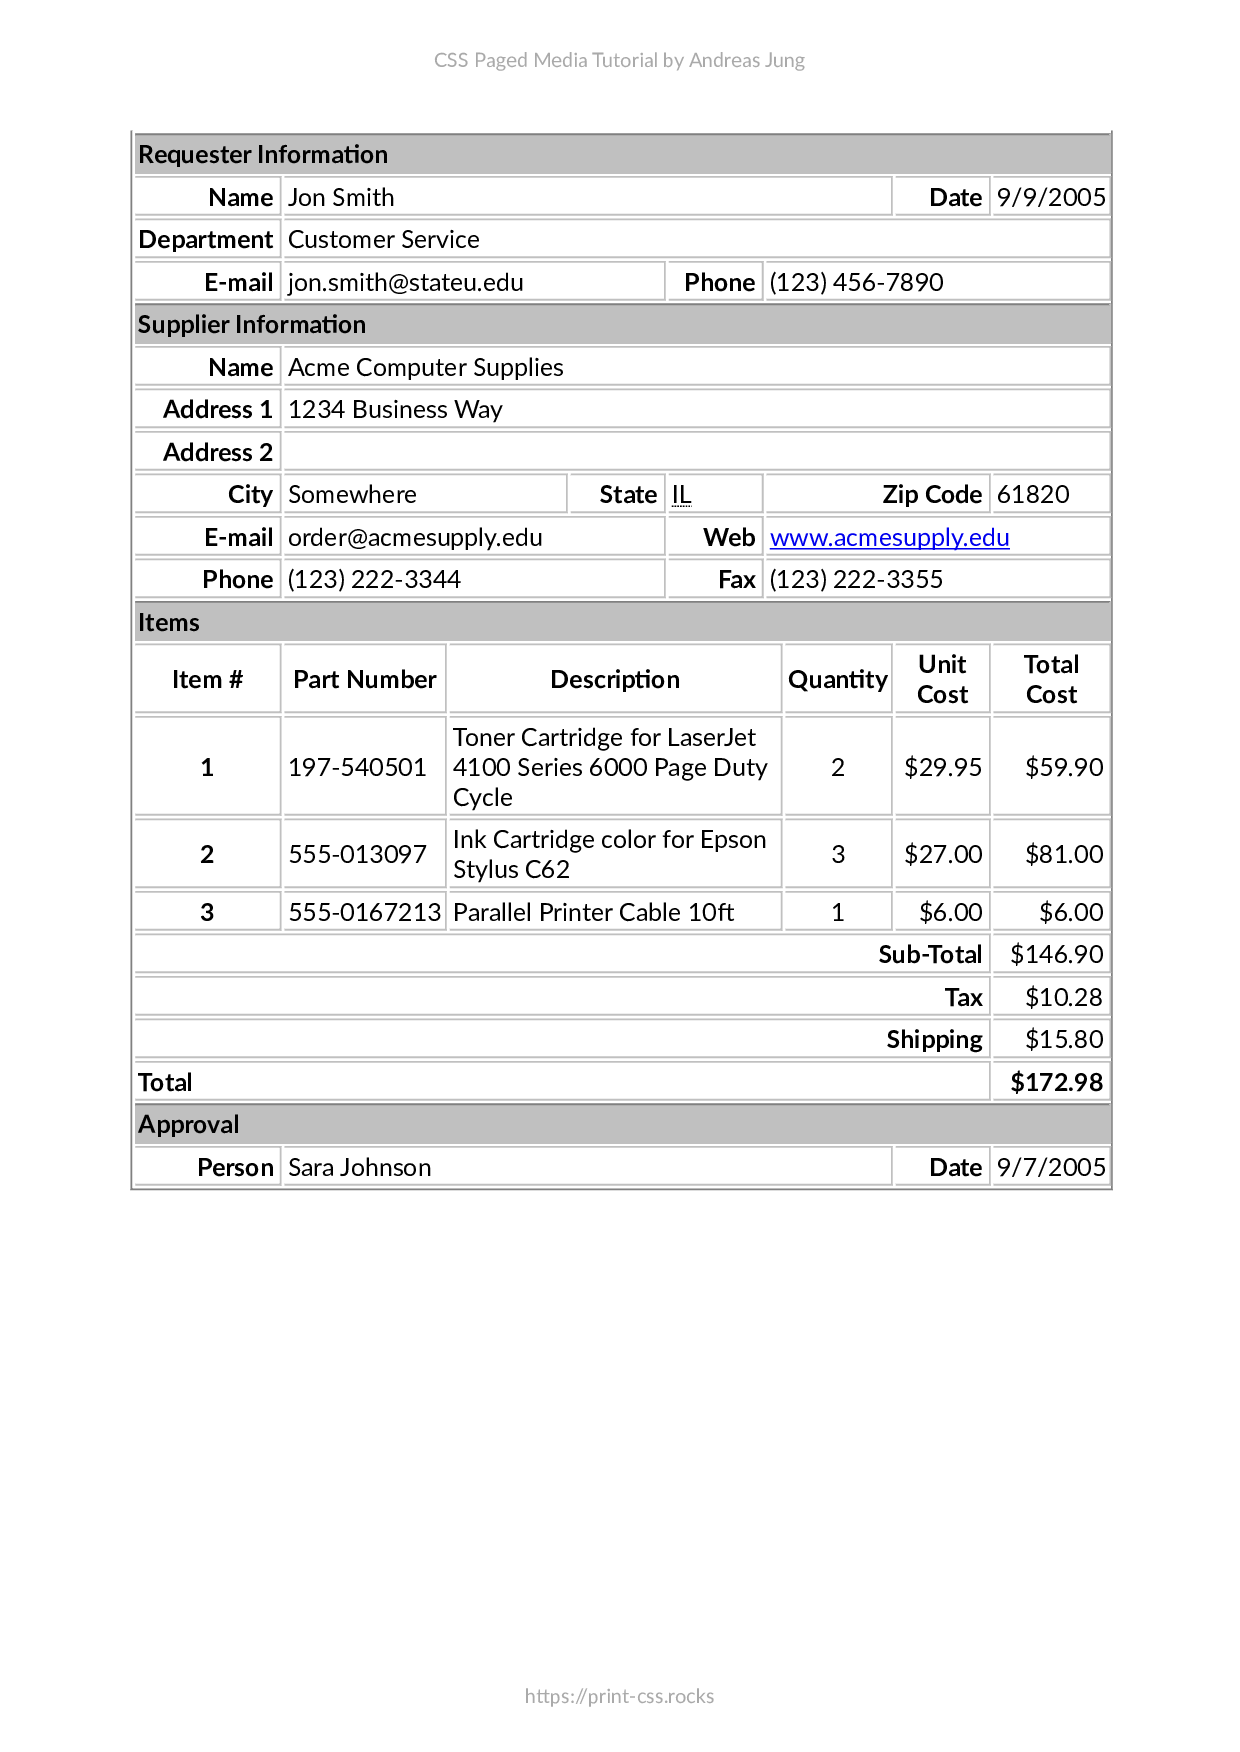 CSS Paged Media Tutorial by Andreas Jung
Requester Information
Name Jon Smith Date 9/9/2005
Department Customer Service
E-mail jon.smith@stateu.edu Phone (123) 456-7890
Supplier Information
Name Acme Computer Supplies
Address 1 1234 Business Way
Address 2
City Somewhere State IL Zip Code 61820
E-mail order@acmesupply.edu Web www.acmesupply.edu
Phone (123) 222-3344 Fax (123) 222-3355
Items
Item # Part Number Description Quantity Unit Cost Total Cost
1 197-540501 Toner Cartridge for LaserJet 4100 Series 6000 Page Duty Cycle 2 $29.95 $59.90
2 555-013097 Ink Cartridge color for Epson Stylus C62 3 $27.00 $81.00
3 555-0167213 Parallel Printer Cable 10ft 1 $6.00 $6.00
Sub-Total $146.90
Tax $10.28
Shipping $15.80
Total $172.98
Approval
Person Sara Johnson Date 9/7/2005
https://print-css.rocks